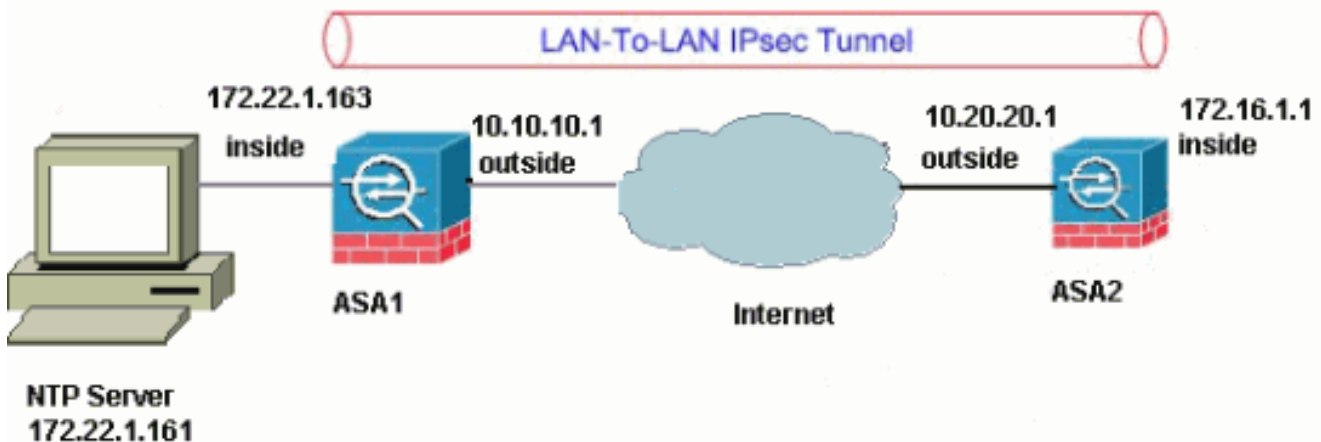 LAN-To-LAN IPsec Tunnel
172.22.1.163
inside
10.10.10.1
outside
10.20.20.1
outside
172.16.1.1
inside
ASA1
Internet
ASA2
NTP Server
172.22.1.161